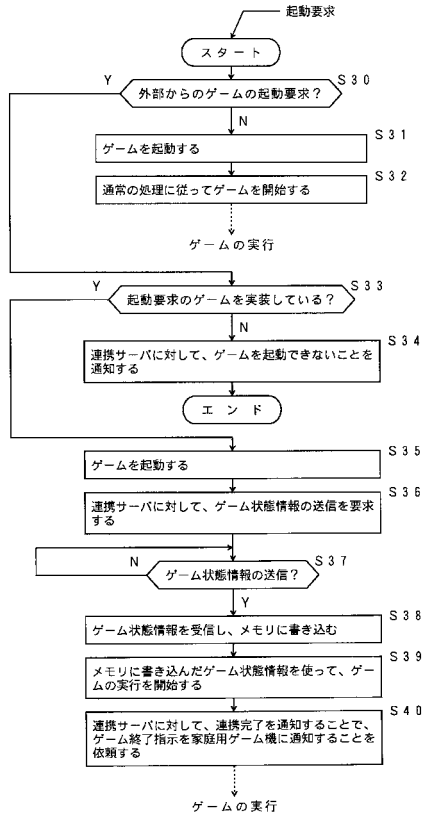 起動要求
スタート
Y
外部からのゲームの起動要求？
S30
N
S31
ゲームを起動する
S32
通常の処理に従ってゲームを開始する
ゲームの実行
Y
起動要求のゲームを実装している？
S33
N
S34
連携サーバに対して、ゲームを起動できないことを
通知する
エンド
S35
ゲームを起動する
S36
連携サーバに対して、ゲーム状態情報の送信を要求
する
N
ゲーム状態情報の送信？
S37
Y
S38
ゲーム状態情報を受信し、メモリに書き込む
S39
メモリに書き込んだゲーム状態情報を使って、ゲー
ムの実行を開始する
S40
連携サーバに対して、連携完了を通知することで、
ゲーム終了指示を家庭用ゲーム機に通知することを
依頼する
ゲームの実行